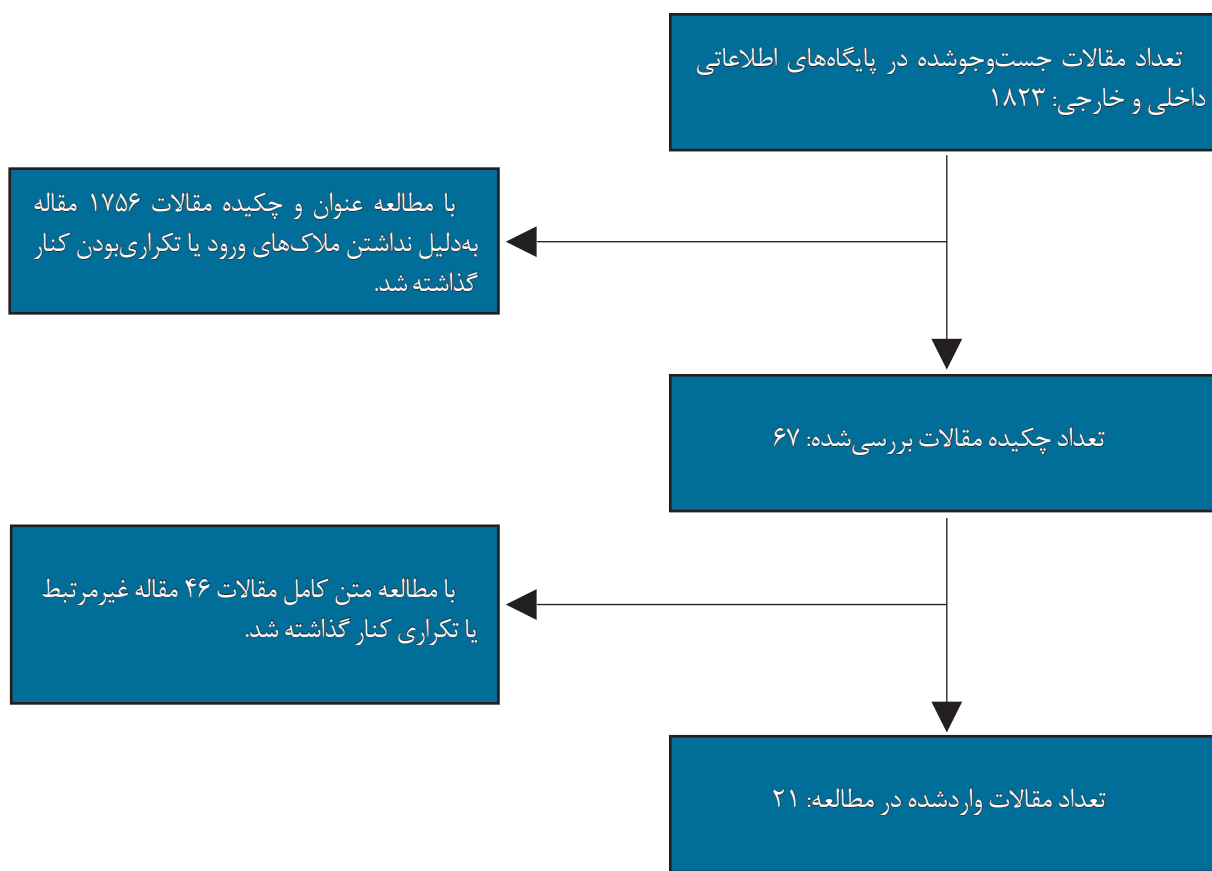 تعداد مقالات جست‌وجوشده در پایگاه‌های اطلاعاتی
داخلی و خارجی: ۱۸۲۳
با مطالعه عنوان و چکیده مقالات ۱۷۵۶ مقاله
به‌دلیل نداشتن ملاک‌های ورود یا تکراری‌بودن کنار
گذاشته شد.
تعداد چکیده مقالات بررسی‌شده: ۶۷
با مطالعه متن کامل مقالات ۴۶ مقاله غیرمرتبط
یا تکراری کنار گذاشته شد.
تعداد مقالات واردشده در مطالعه: ۲۱